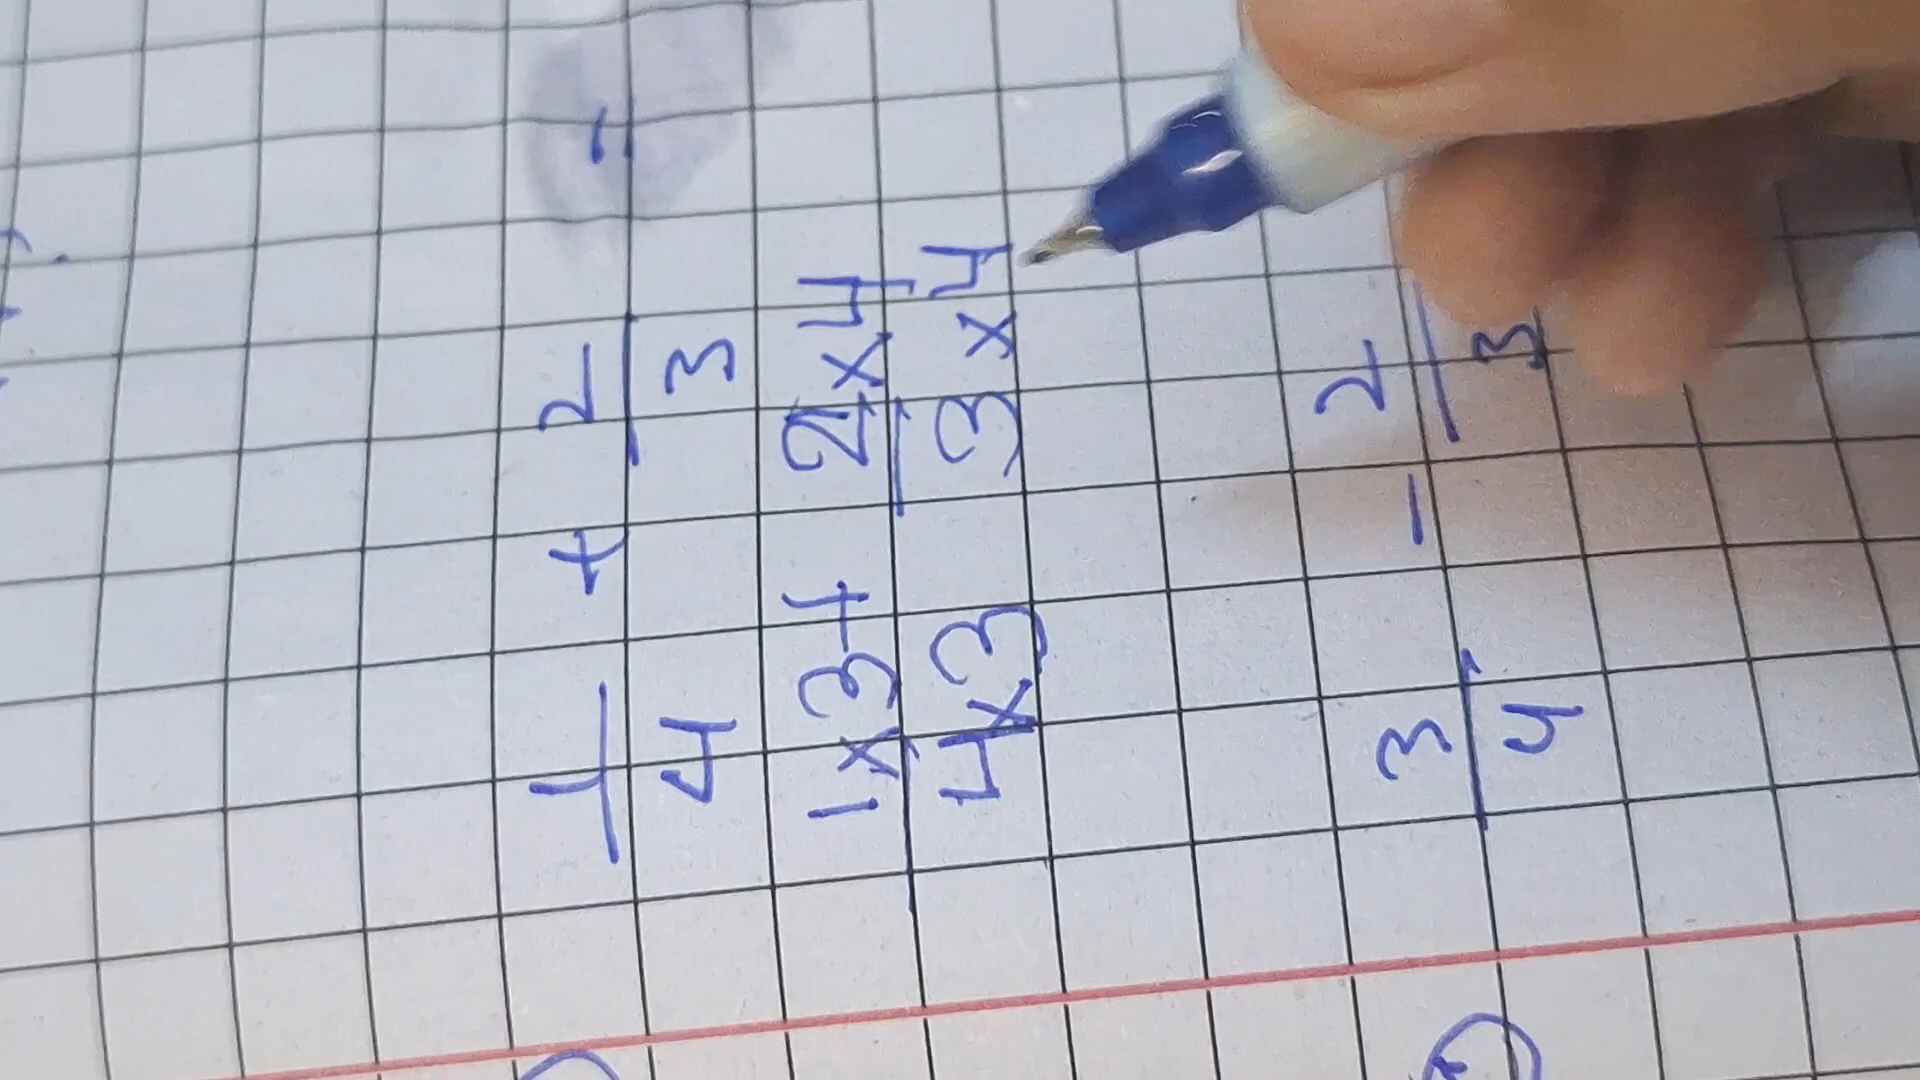 1/4 + 2/3 =
1x3/4x3 + 2x4/3x4
3/4 - 2/3